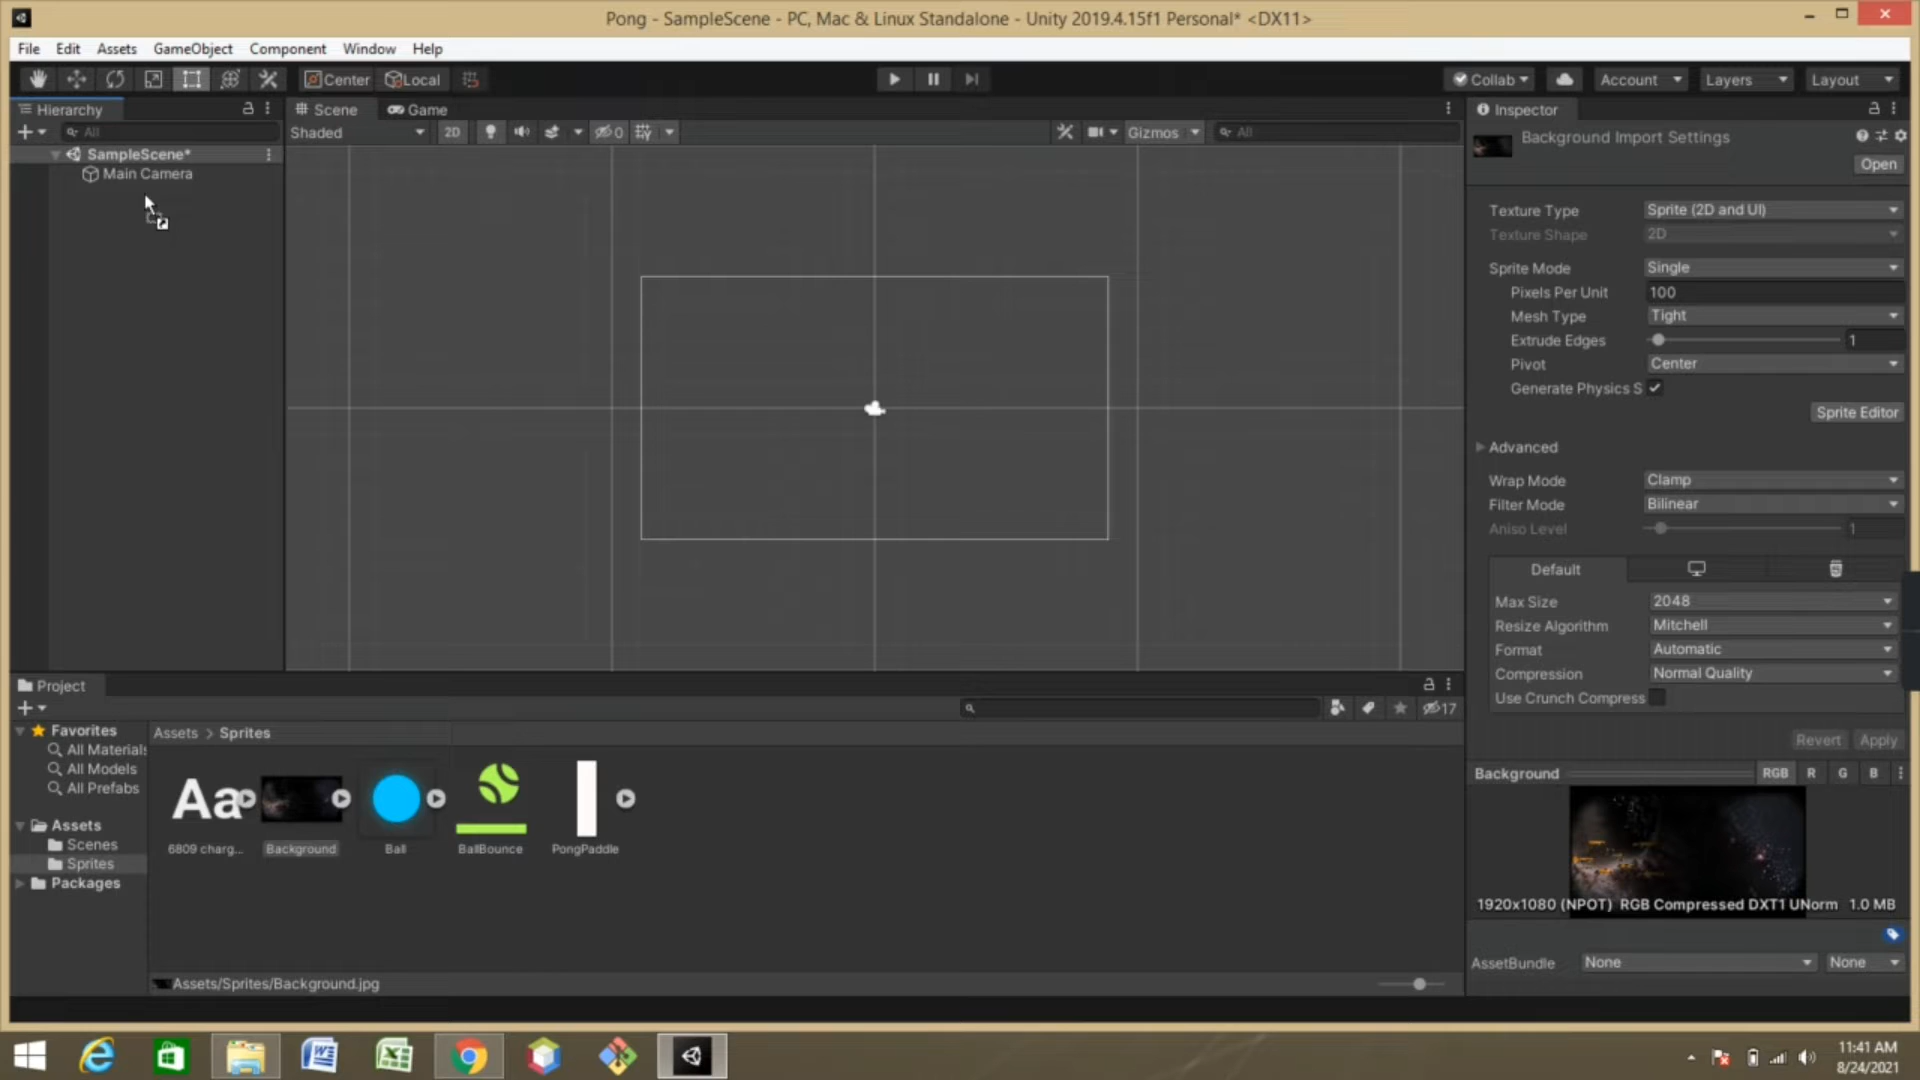 Pong - SampleScene - PC, Mac & Linux Standalone - Unity 2019.4.15f1 Personal* <DX11>
File Edit Assets GameObject Component Window Help
Center Local Collab Account Layers Layout
Hierarchy
All
SampleScene*
Main Camera
Scene Game
Shaded 2D 0 Gizmos All
Inspector
Background Import Settings
Open
Texture Type Sprite (2D and UI)
Texture Shape 2D
Sprite Mode Single
Pixels Per Unit 100
Mesh Type Tight
Extrude Edges 1
Pivot Center
Generate Physics S
Sprite Editor
Advanced
Wrap Mode Clamp
Filter Mode Bilinear
Aniso Level 1
Default
Max Size 2048
Resize Algorithm Mitchell
Format Automatic
Compression Normal Quality
Use Crunch Compress
Revert Apply
Background RGB R G B
1920x1080 (NPOT) RGB Compressed DXT1 UNorm 1.0 MB
AssetBundle None None
Project
17
Favorites
All Materials
All Models
All Prefabs
Assets
Scenes
Sprites
Packages
Assets > Sprites
Aa
6809 charg... Background Ball BallBounce PongPaddle
Assets/Sprites/Background.jpg
11:41 AM
8/24/2021